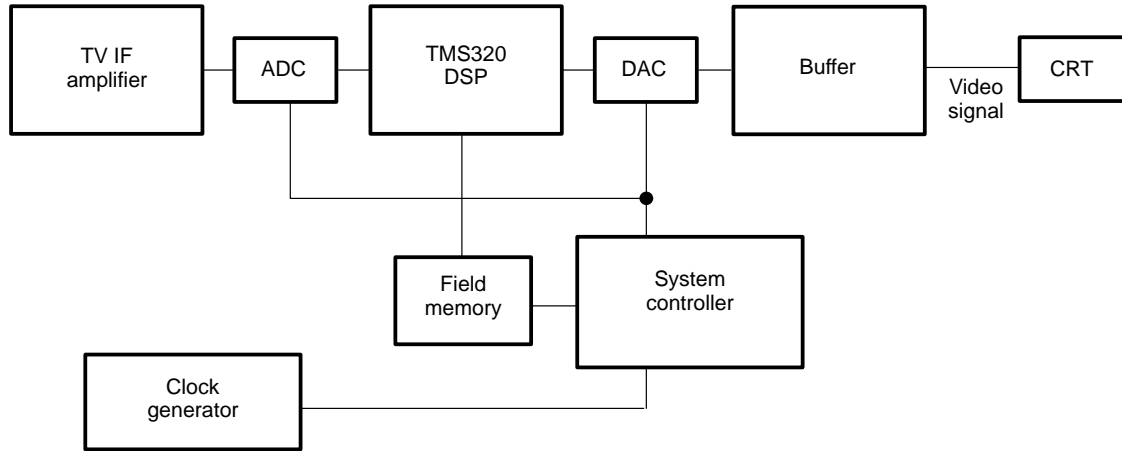 TV IF
amplifier
ADC
TMS320
DSP
DAC
Buffer
Video
signal
CRT
Field
memory
System
controller
Clock
generator